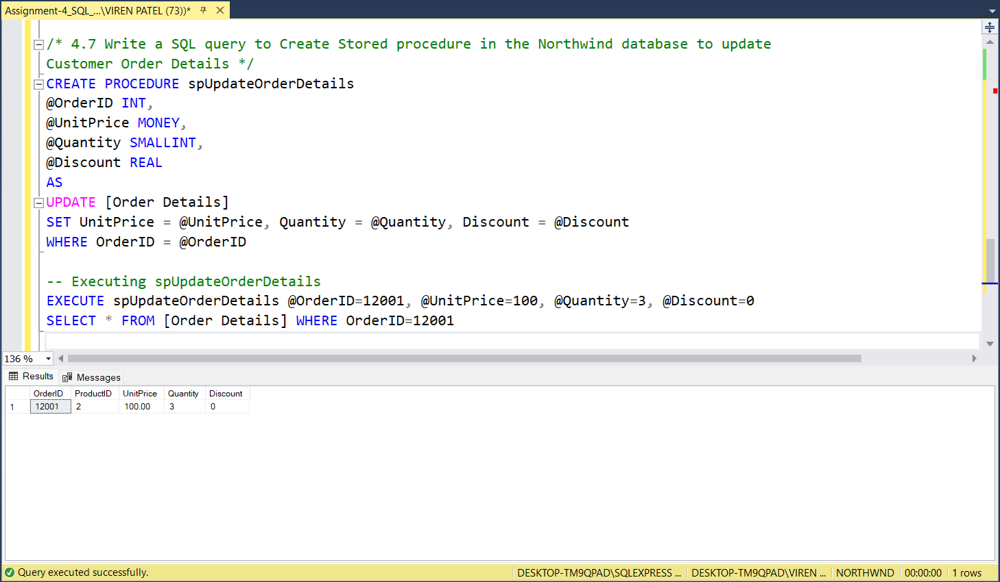 Assignment-4_SQL_...\VIREN PATEL (73))*
/* 4.7 Write a SQL query to Create Stored procedure in the Northwind database to update
Customer Order Details */
CREATE PROCEDURE spUpdateOrderDetails
@OrderID INT,
@UnitPrice MONEY,
@Quantity SMALLINT,
@Discount REAL
AS
UPDATE [Order Details]
SET UnitPrice = @UnitPrice, Quantity = @Quantity, Discount = @Discount
WHERE OrderID = @OrderID
-- Executing spUpdateOrderDetails
EXECUTE spUpdateOrderDetails @OrderID=12001, @UnitPrice=100, @Quantity=3, @Discount=0
SELECT * FROM [Order Details] WHERE OrderID=12001
136 %
Results Messages
OrderID ProductID UnitPrice Quantity Discount
1 12001 2 100.00 3 0
Query executed successfully. DESKTOP-TM9QPAD\SQLEXPRESS ... DESKTOP-TM9QPAD\VIREN ... NORTHWND 00:00:00 1 rows